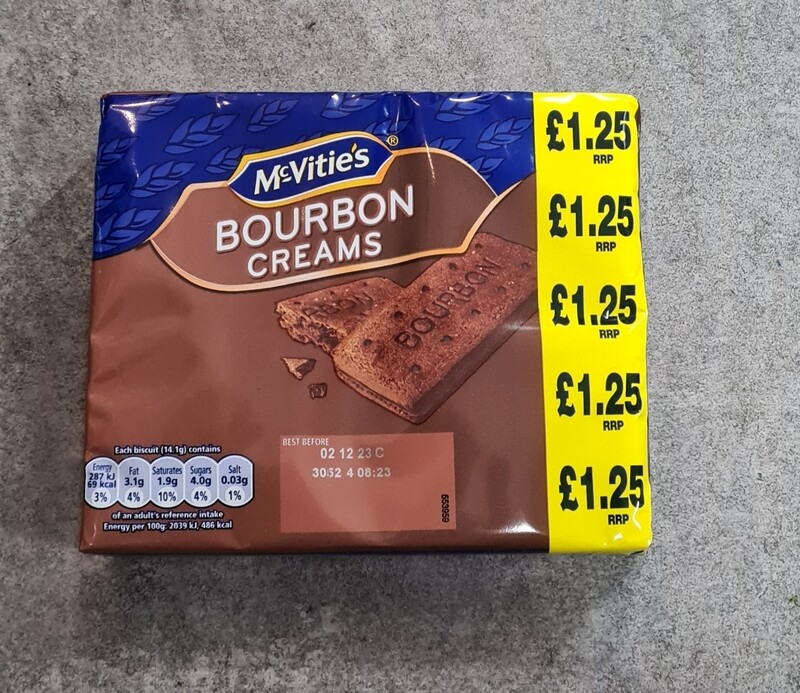 McVitie's®
BOURBON
CREAMS
BOURBON
BOURBON
£1.25
RRP
£1.25
RRP
£1.25
RRP
£1.25
RRP
£1.25
RRP
Each biscuit (14.1g) contains
Energy 287 kJ 69 kcal 3%
Fat 3.1g 4%
Saturates 1.9g 10%
Sugars 4.0g 4%
Salt 0.03g 1%
of an adult's reference intake
Energy per 100g: 2039 kJ, 486 kcal
BEST BEFORE
02 12 23 C
3052 4 08:23